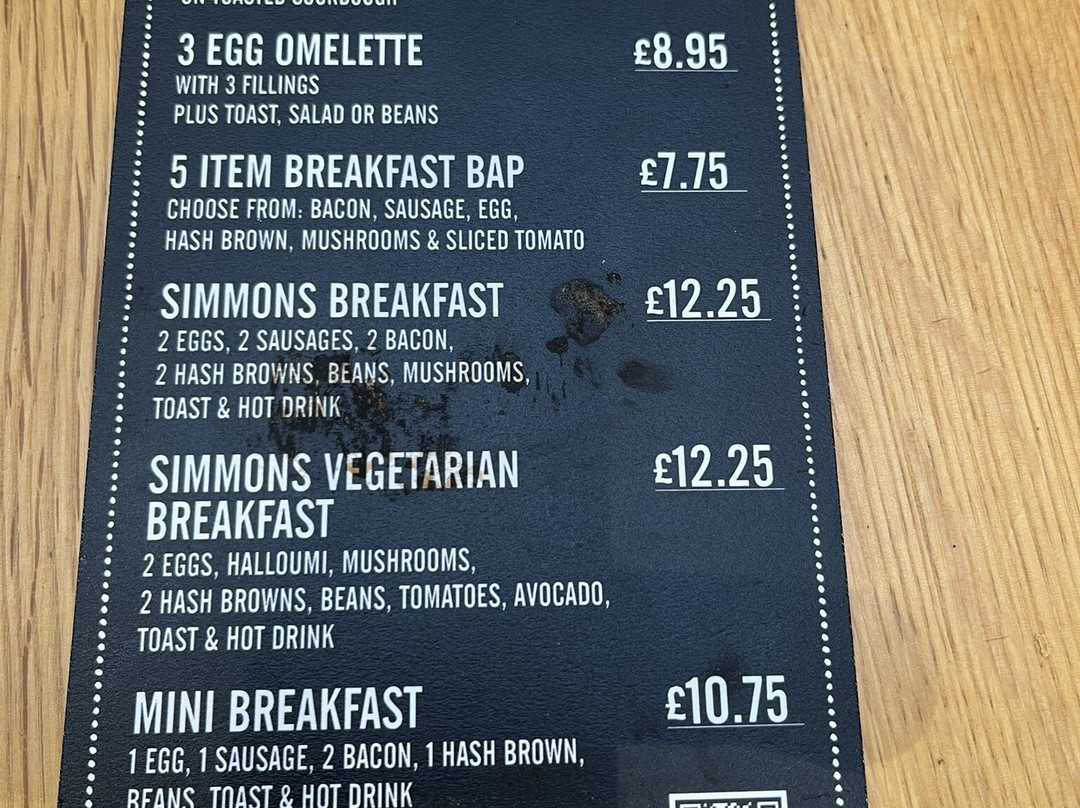 ON TOASTED SOURDOUGH
3 EGG OMELETTE £8.95
WITH 3 FILLINGS
PLUS TOAST, SALAD OR BEANS
5 ITEM BREAKFAST BAP £7.75
CHOOSE FROM: BACON, SAUSAGE, EGG,
HASH BROWN, MUSHROOMS & SLICED TOMATO
SIMMONS BREAKFAST £12.25
2 EGGS, 2 SAUSAGES, 2 BACON,
2 HASH BROWNS, BEANS, MUSHROOMS,
TOAST & HOT DRINK
SIMMONS VEGETARIAN £12.25
BREAKFAST
2 EGGS, HALLOUMI, MUSHROOMS,
2 HASH BROWNS, BEANS, TOMATOES, AVOCADO,
TOAST & HOT DRINK
MINI BREAKFAST £10.75
1 EGG, 1 SAUSAGE, 2 BACON, 1 HASH BROWN,
BEANS, TOAST & HOT DRINK